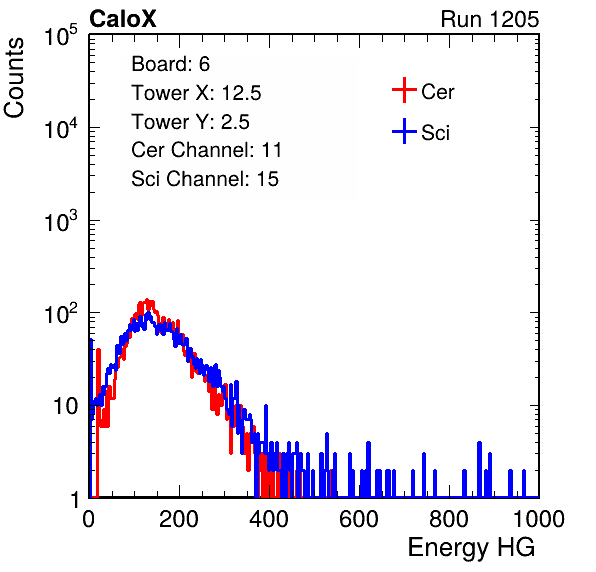 CaloX Run 1205
Counts
Board: 6
Tower X: 12.5
Tower Y: 2.5
Cer Channel: 11
Sci Channel: 15
Cer
Sci
10^5
10^4
10^3
10^2
10
1
0 200 400 600 800 1000
Energy HG